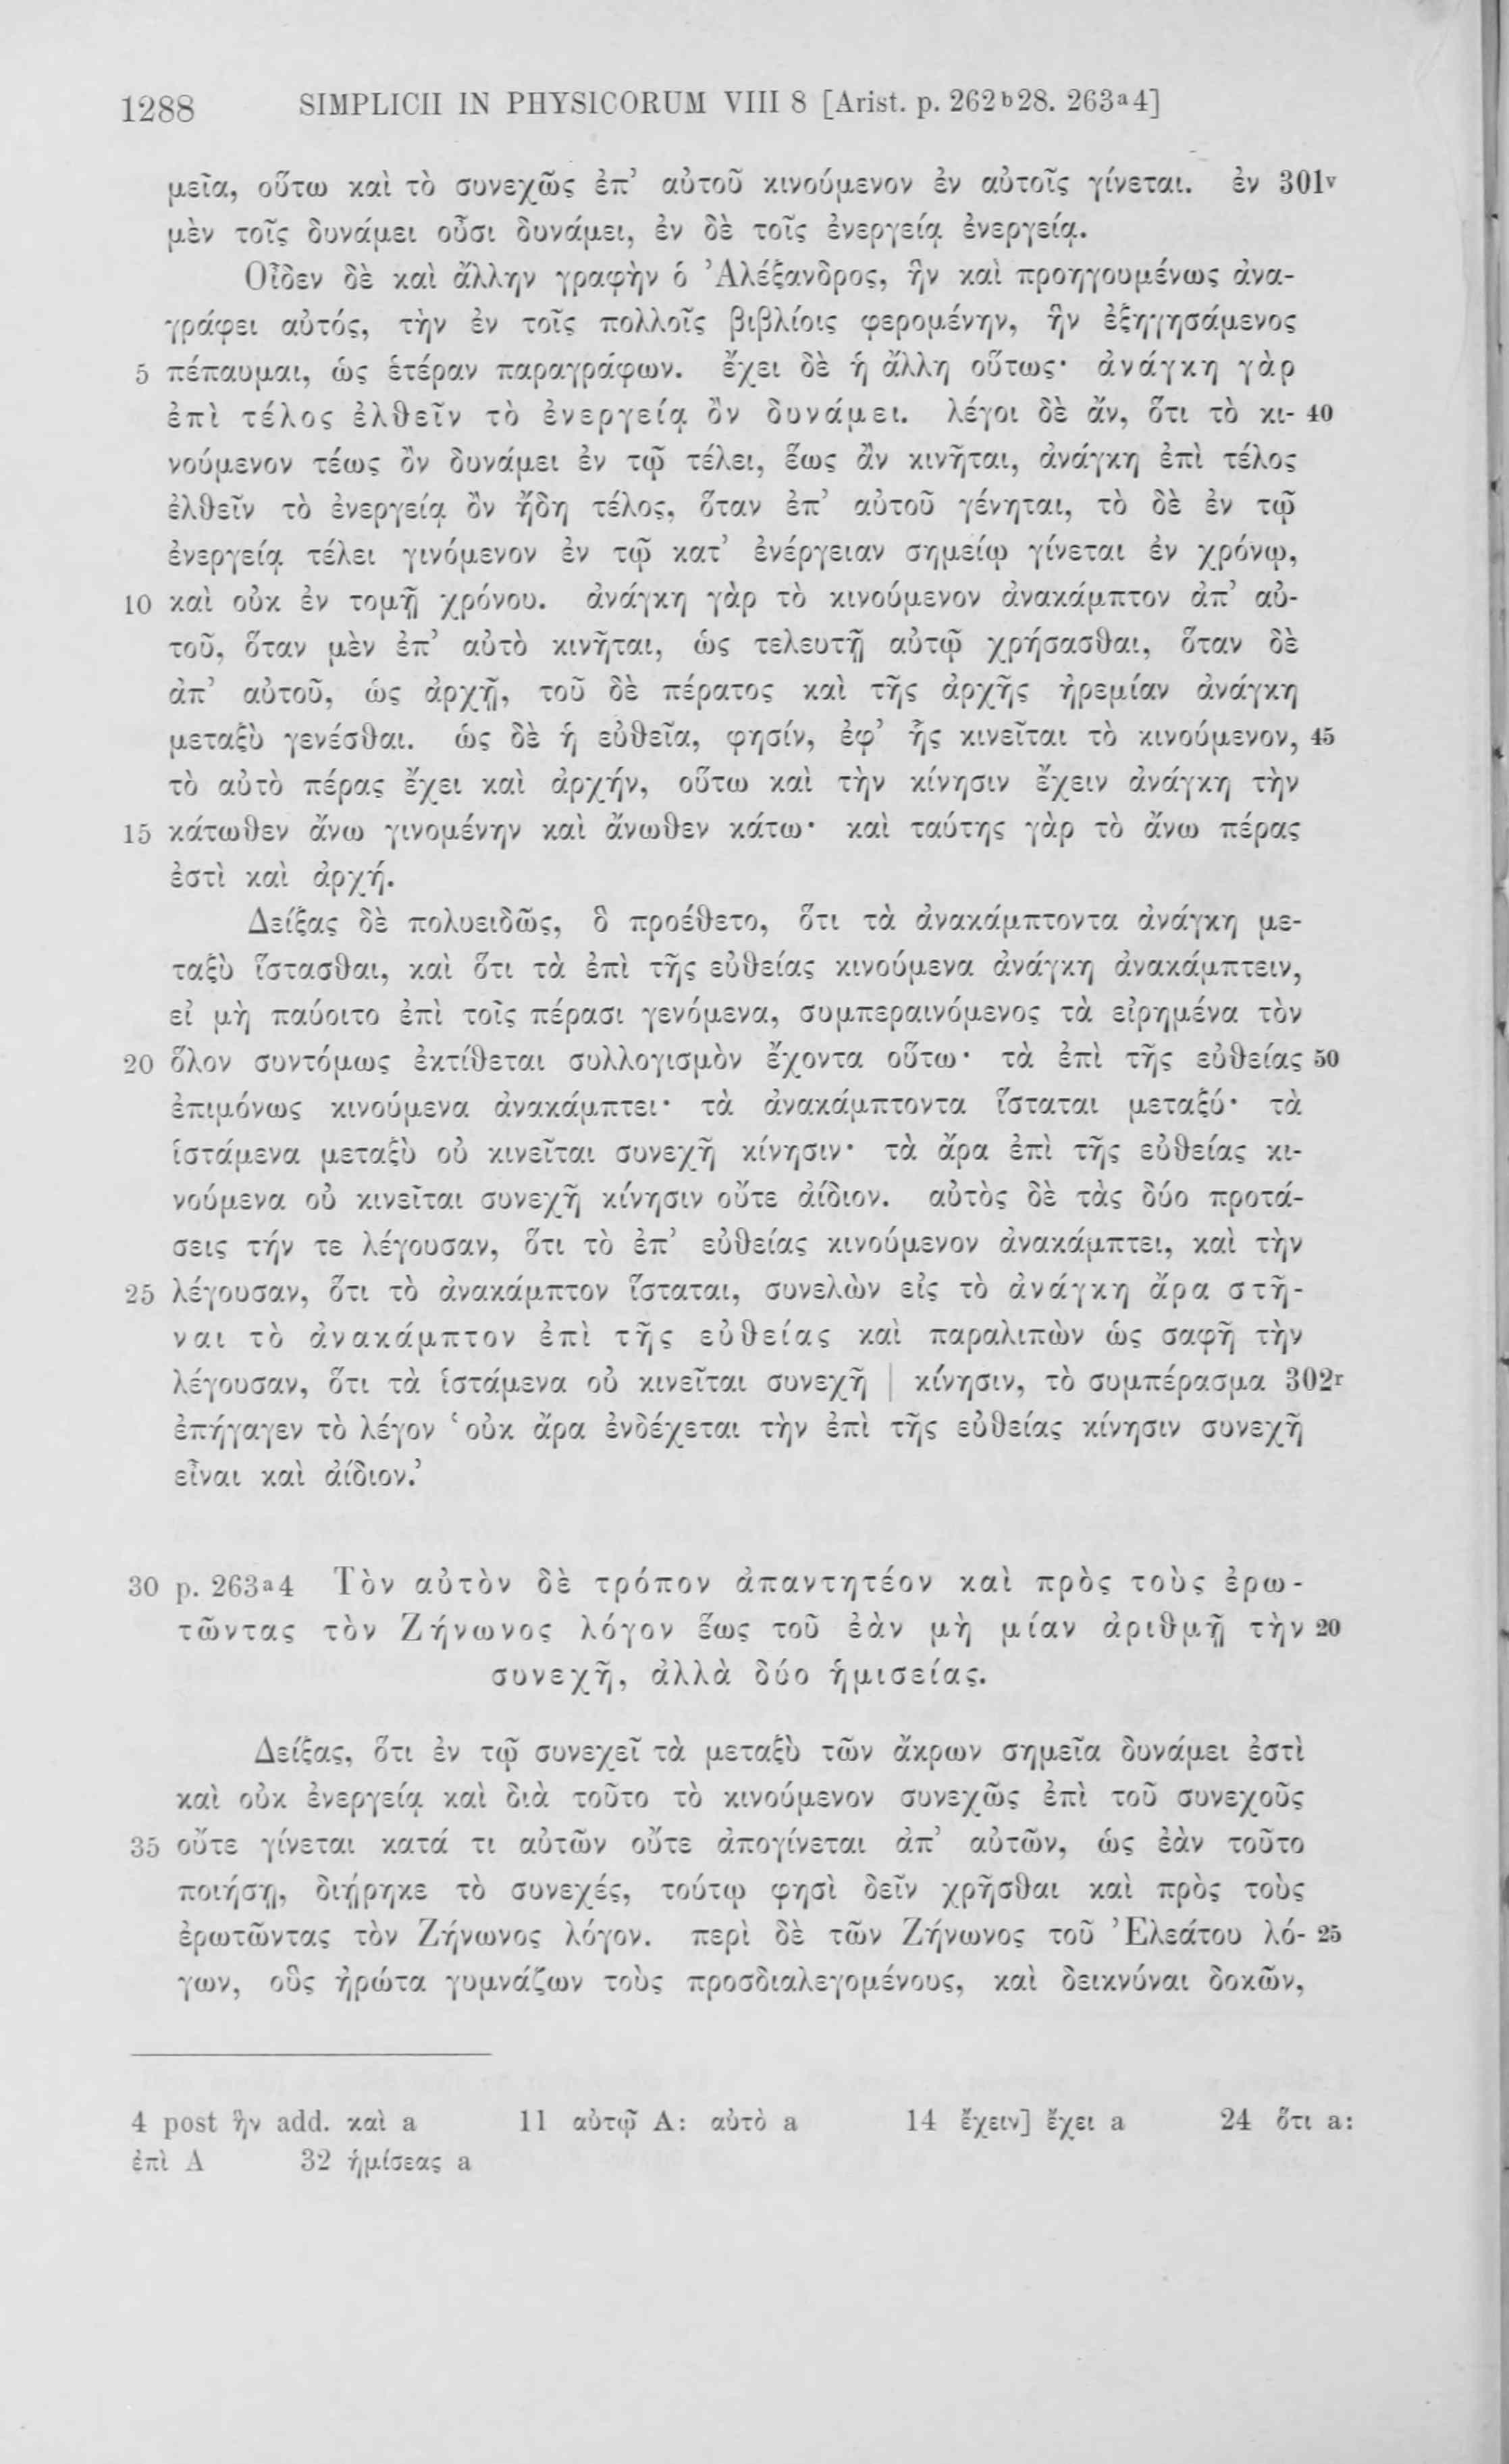 1288 SIMPLICII IN PHYSICORUM VIII 8 [Arist. p. 262b28. 263a4]
μεῖα, οὕτω καὶ τὸ συνεχῶς ἐπ’ αὐτοῦ κινούμενον ἐν αὐτοῖς γίνεται. ἐν 301v
μὲν τοῖς δυνάμει οὖσι δυνάμει, ἐν δὲ τοῖς ἐνεργείᾳ ἐνεργείᾳ.
Οἶδεν δὲ καὶ ἄλλην γραφὴν ὁ Ἀλέξανδρος, ἣν καὶ προηγουμένως ἀνα-
γράφει αὐτός, τὴν ἐν τοῖς πολλοῖς βιβλίοις φερομένην, ἣν ἐξηγησάμενος
5 πέπαυμαι, ὡς ἑτέραν παραγράφων. ἔχει δὲ ἡ ἄλλη οὕτως· ἀνάγκη γὰρ
ἐπὶ τέλος ἐλθεῖν τὸ ἐνεργείᾳ ὂν δυνάμει. λέγοι δὲ ἄν, ὅτι τὸ κι- 40
νούμενον τέως ὂν δυνάμει ἐν τῷ τέλει, ἕως ἂν κινῆται, ἀνάγκη ἐπὶ τέλος
ἐλθεῖν τὸ ἐνεργείᾳ ὂν ἤδη τέλος, ὅταν ἐπ’ αὐτοῦ γένηται, τὸ δὲ ἐν τῷ
ἐνεργείᾳ τέλει γινόμενον ἐν τῷ κατ’ ἐνέργειαν σημείῳ γίνεται ἐν χρόνῳ,
10 καὶ οὐκ ἐν τομῇ χρόνου. ἀνάγκη γὰρ τὸ κινούμενον ἀνακάμπτον ἀπ’ αὐ-
τοῦ, ὅταν μὲν ἐπ’ αὐτὸ κινῆται, ὡς τελευτῇ αὐτῷ χρήσασθαι, ὅταν δὲ
ἀπ’ αὐτοῦ, ὡς ἀρχῇ, τοῦ δὲ πέρατος καὶ τῆς ἀρχῆς ἠρεμίαν ἀνάγκη
μεταξὺ γενέσθαι. ὡς δὲ ἡ εὐθεῖα, φησίν, ἐφ’ ἧς κινεῖται τὸ κινούμενον, 45
τὸ αὐτὸ πέρας ἔχει καὶ ἀρχήν, οὕτω καὶ τὴν κίνησιν ἔχειν ἀνάγκη τὴν
15 κάτωθεν ἄνω γινομένην καὶ ἄνωθεν κάτω· καὶ ταύτης γὰρ τὸ ἄνω πέρας
ἐστὶ καὶ ἀρχή.
Δείξας δὲ πολυειδῶς, ὃ προέθετο, ὅτι τὰ ἀνακάμπτοντα ἀνάγκη με-
ταξὺ ἵστασθαι, καὶ ὅτι τὰ ἐπὶ τῆς εὐθείας κινούμενα ἀνάγκη ἀνακάμπτειν,
εἰ μὴ παύοιτο ἐπὶ τοῖς πέρασι γενόμενα, συμπεραινόμενος τὰ εἰρημένα τὸν
20 ὅλον συντόμως ἐκτίθεται συλλογισμὸν ἔχοντα οὕτω· τὰ ἐπὶ τῆς εὐθείας 50
ἐπιμόνως κινούμενα ἀνακάμπτει· τὰ ἀνακάμπτοντα ἵσταται μεταξύ· τὰ
ἱστάμενα μεταξὺ οὐ κινεῖται συνεχῆ κίνησιν· τὰ ἄρα ἐπὶ τῆς εὐθείας κι-
νούμενα οὐ κινεῖται συνεχῆ κίνησιν οὔτε ἀίδιον. αὐτὸς δὲ τὰς δύο προτά-
σεις τήν τε λέγουσαν, ὅτι τὸ ἐπ’ εὐθείας κινούμενον ἀνακάμπτει, καὶ τὴν
25 λέγουσαν, ὅτι τὸ ἀνακάμπτον ἵσταται, συνελὼν εἰς τὸ ἀνάγκη ἄρα στῆ-
ναι τὸ ἀνακάμπτον ἐπὶ τῆς εὐθείας καὶ παραλιπὼν ὡς σαφῆ τὴν
λέγουσαν, ὅτι τὰ ἱστάμενα οὐ κινεῖται συνεχῆ | κίνησιν, τὸ συμπέρασμα 302r
ἐπήγαγεν τὸ λέγον ‘οὐκ ἄρα ἐνδέχεται τὴν ἐπὶ τῆς εὐθείας κίνησιν συνεχῆ
εἶναι καὶ ἀίδιον.’
30 p. 263a4 Τὸν αὐτὸν δὲ τρόπον ἀπαντητέον καὶ πρὸς τοὺς ἐρω-
τῶντας τὸν Ζήνωνος λόγον ἕως τοῦ ἐὰν μὴ μίαν ἀριθμῇ τὴν 20
συνεχῆ, ἀλλὰ δύο ἡμισείας.
Δείξας, ὅτι ἐν τῷ συνεχεῖ τὰ μεταξὺ τῶν ἄκρων σημεῖα δυνάμει ἐστὶ
καὶ οὐκ ἐνεργείᾳ καὶ διὰ τοῦτο τὸ κινούμενον συνεχῶς ἐπὶ τοῦ συνεχοῦς
35 οὔτε γίνεται κατά τι αὐτῶν οὔτε ἀπογίνεται ἀπ’ αὐτῶν, ὡς ἐὰν τοῦτο
ποιήσῃ, διῄρηκε τὸ συνεχές, τούτῳ φησὶ δεῖν χρῆσθαι καὶ πρὸς τοὺς
ἐρωτῶντας τὸν Ζήνωνος λόγον. περὶ δὲ τῶν Ζήνωνος τοῦ Ἐλεάτου λό- 25
γων, οὓς ἠρώτα γυμνάζων τοὺς προσδιαλεγομένους, καὶ δεικνύναι δοκῶν,
4 post ἣν add. καὶ a 11 αὐτῷ A: αὐτὸ a 14 ἔχειν] ἔχει a 24 ὅτι a:
ἐπὶ A 32 ἡμίσεας a